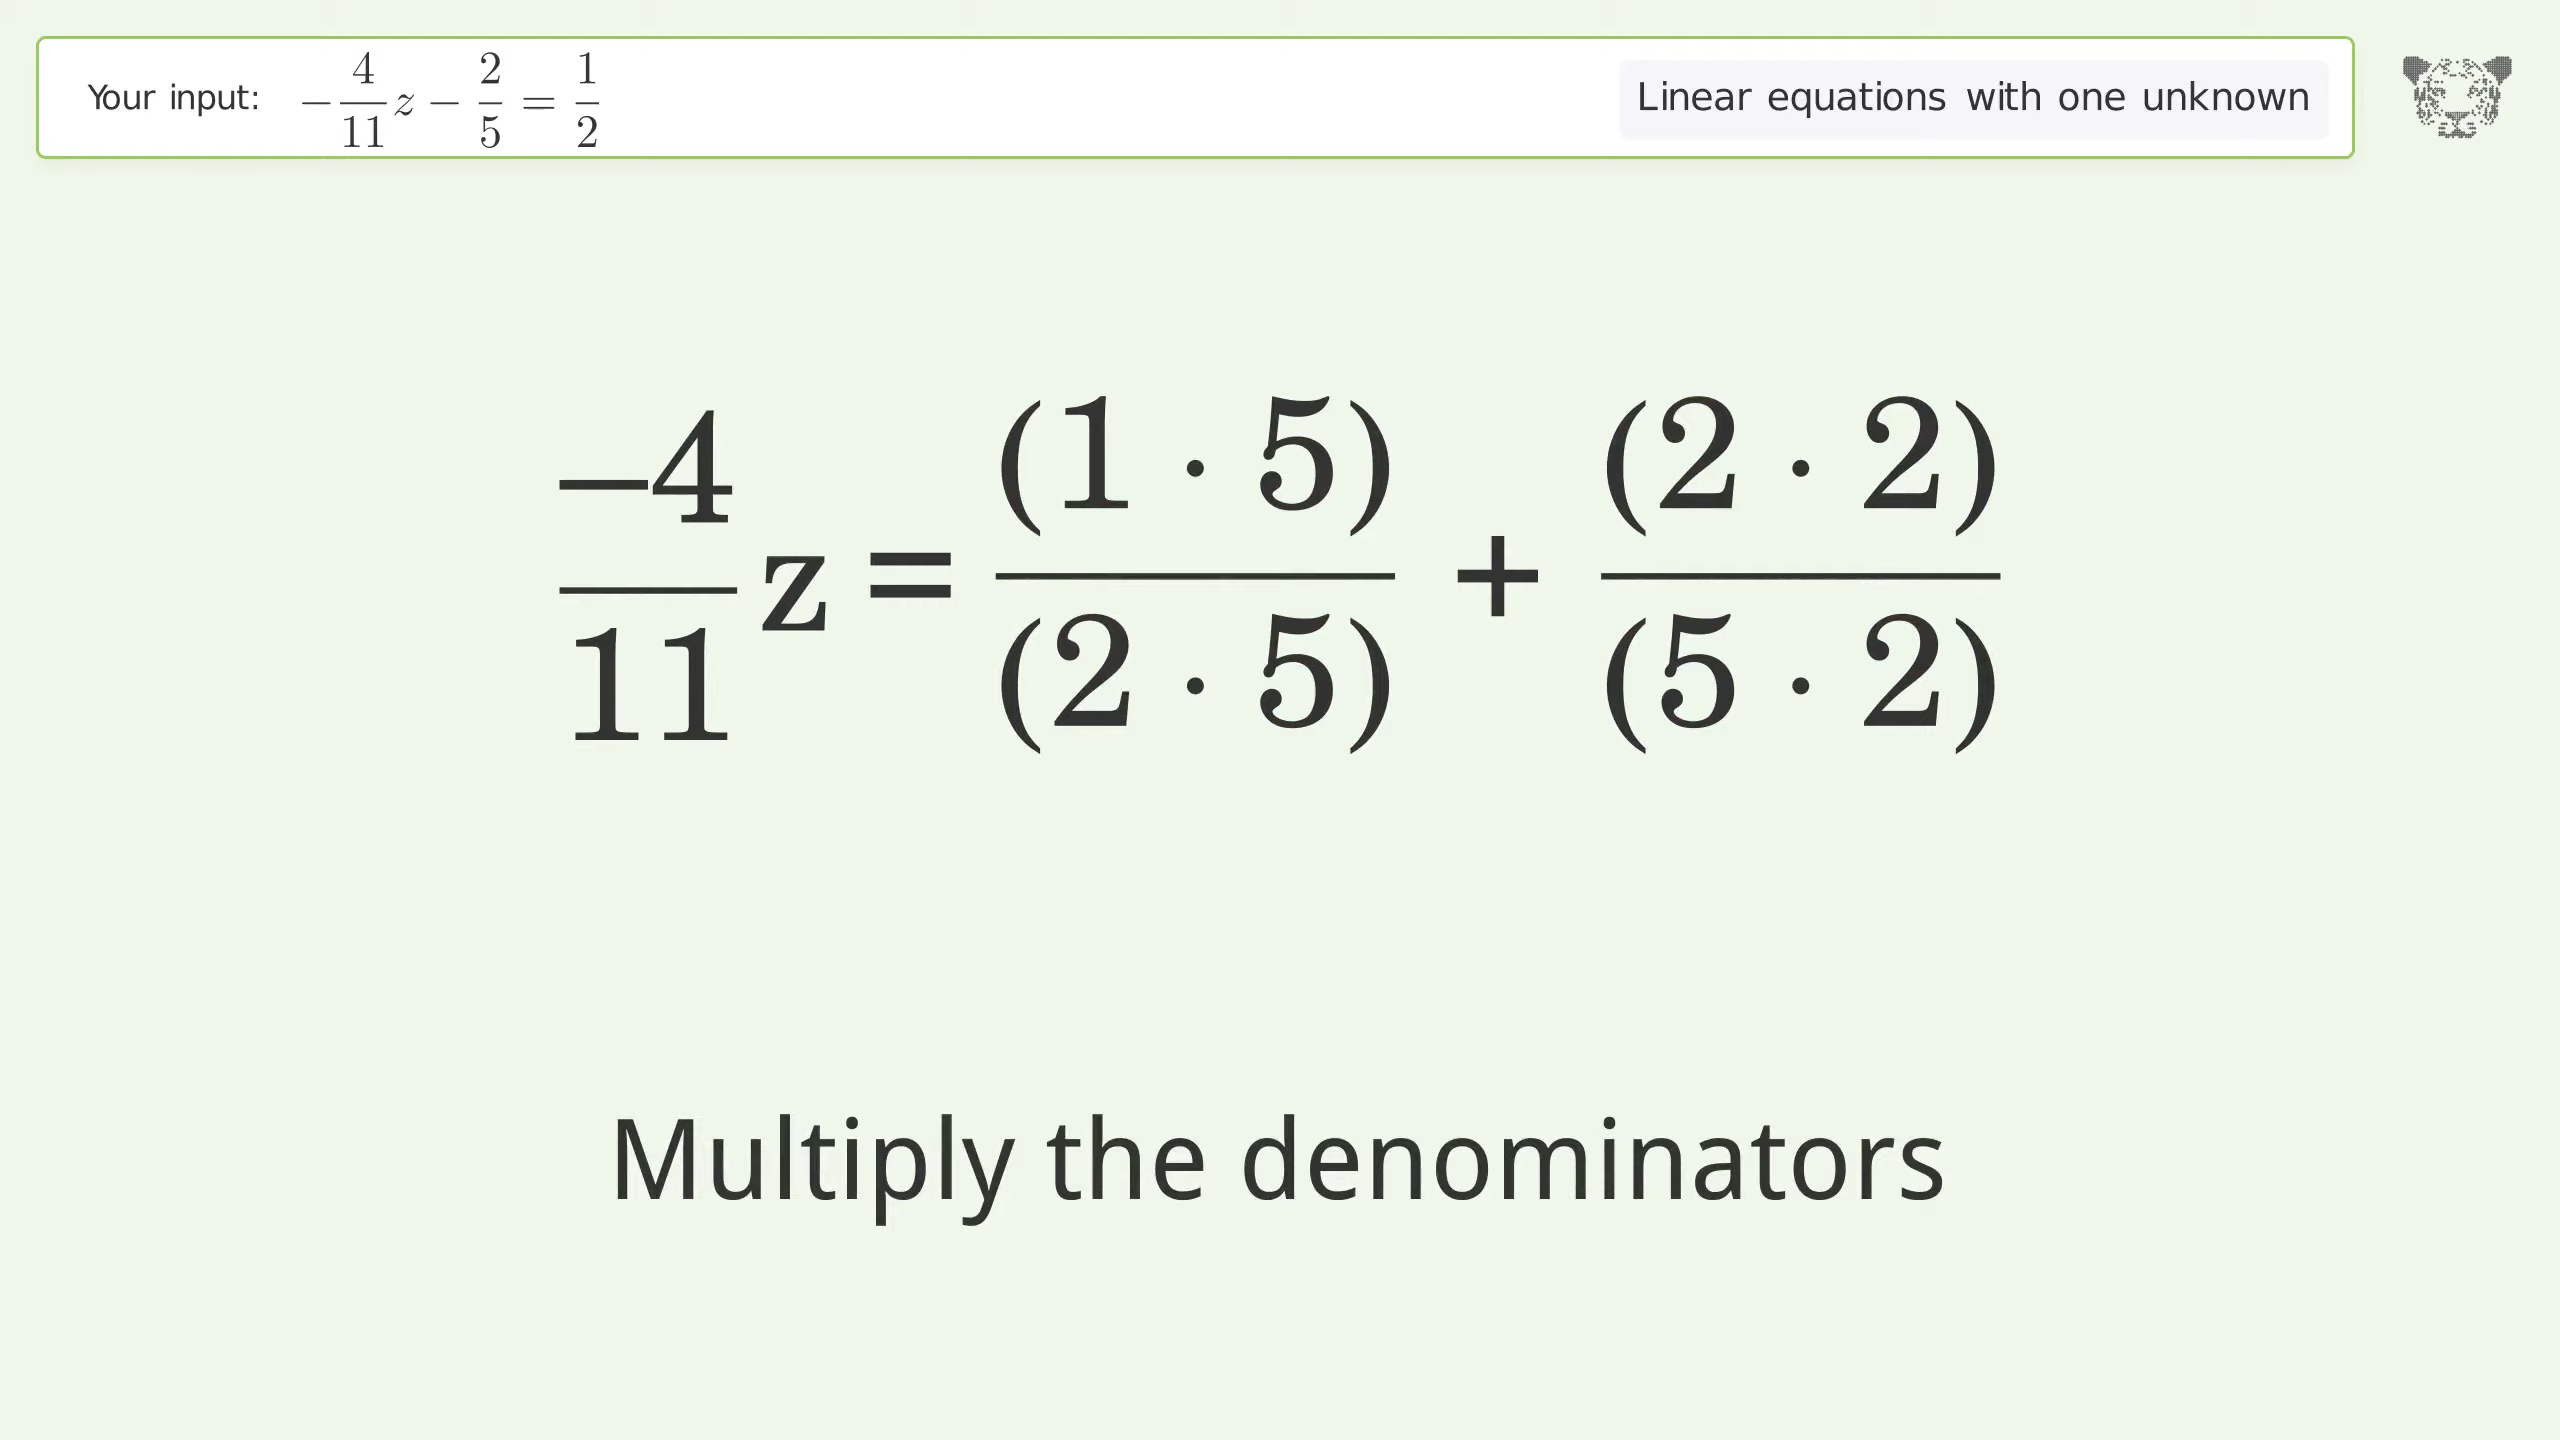 Your input: −4/11 z − 2/5 = 1/2
Linear equations with one unknown
−4/11 z = (1 · 5)/(2 · 5) + (2 · 2)/(5 · 2)
Multiply the denominators